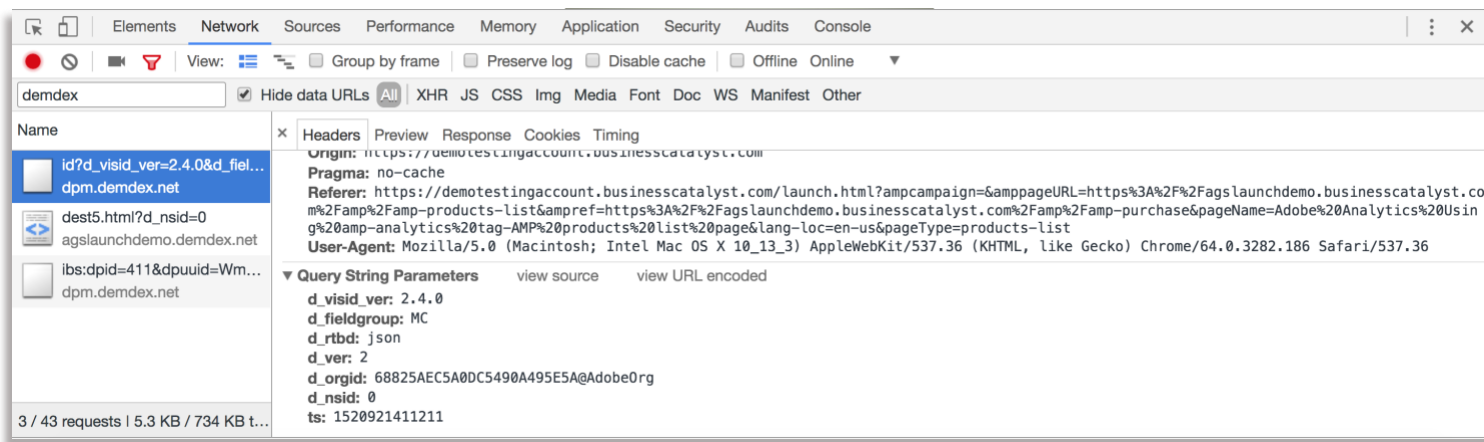 Elements Network Sources Performance Memory Application Security Audits Console
View: Group by frame Preserve log Disable cache Offline Online
demdex Hide data URLs All XHR JS CSS Img Media Font Doc WS Manifest Other
Name
× Headers Preview Response Cookies Timing
id?d_visid_ver=2.4.0&d_fiel...
dpm.demdex.net
dest5.html?d_nsid=0
agslaunchdemo.demdex.net
ibs:dpid=411&dpuuid=Wm...
dpm.demdex.net
3 / 43 requests | 5.3 KB / 734 KB t...
Origin: https://demotestingaccount.businesscatalyst.com
Pragma: no-cache
Referer: https://demotestingaccount.businesscatalyst.com/launch.html?ampcampaign=&amppageURL=https%3A%2F%2Fagslaunchdemo.businesscatalyst.co
m%2Famp%2Famp-products-list&ampref=https%3A%2F%2Fagslaunchdemo.businesscatalyst.com%2Famp%2Famp-purchase&pageName=Adobe%20Analytics%20Usin
g%20amp-analytics%20tag-AMP%20products%20list%20page&lang-loc=en-us&pageType=products-list
User-Agent: Mozilla/5.0 (Macintosh; Intel Mac OS X 10_13_3) AppleWebKit/537.36 (KHTML, like Gecko) Chrome/64.0.3282.186 Safari/537.36
Query String Parameters view source view URL encoded
d_visid_ver: 2.4.0
d_fieldgroup: MC
d_rtbd: json
d_ver: 2
d_orgid: 68825AEC5A0DC5490A495E5A@AdobeOrg
d_nsid: 0
ts: 1520921411211